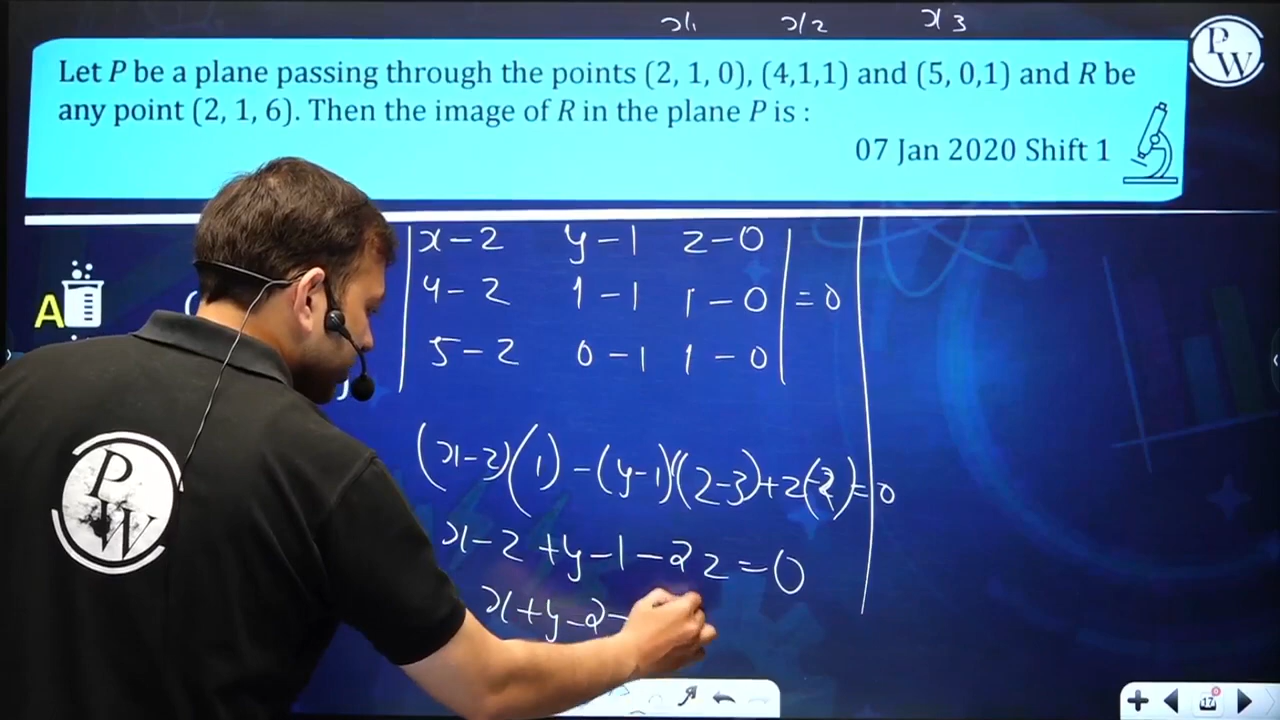 x1 x2 x3
Let P be a plane passing through the points (2, 1, 0), (4,1,1) and (5, 0,1) and R be
any point (2, 1, 6). Then the image of R in the plane P is :
07 Jan 2020 Shift 1
PW
x-2 y-1 z-0
4-2 1-1 1-0 =0
A
5-2 0-1 1-0
(x-2)(1)-(y-1)(2-3)+z(-2)=0
x-2+y-1-2z=0
x+y-2
PW
17